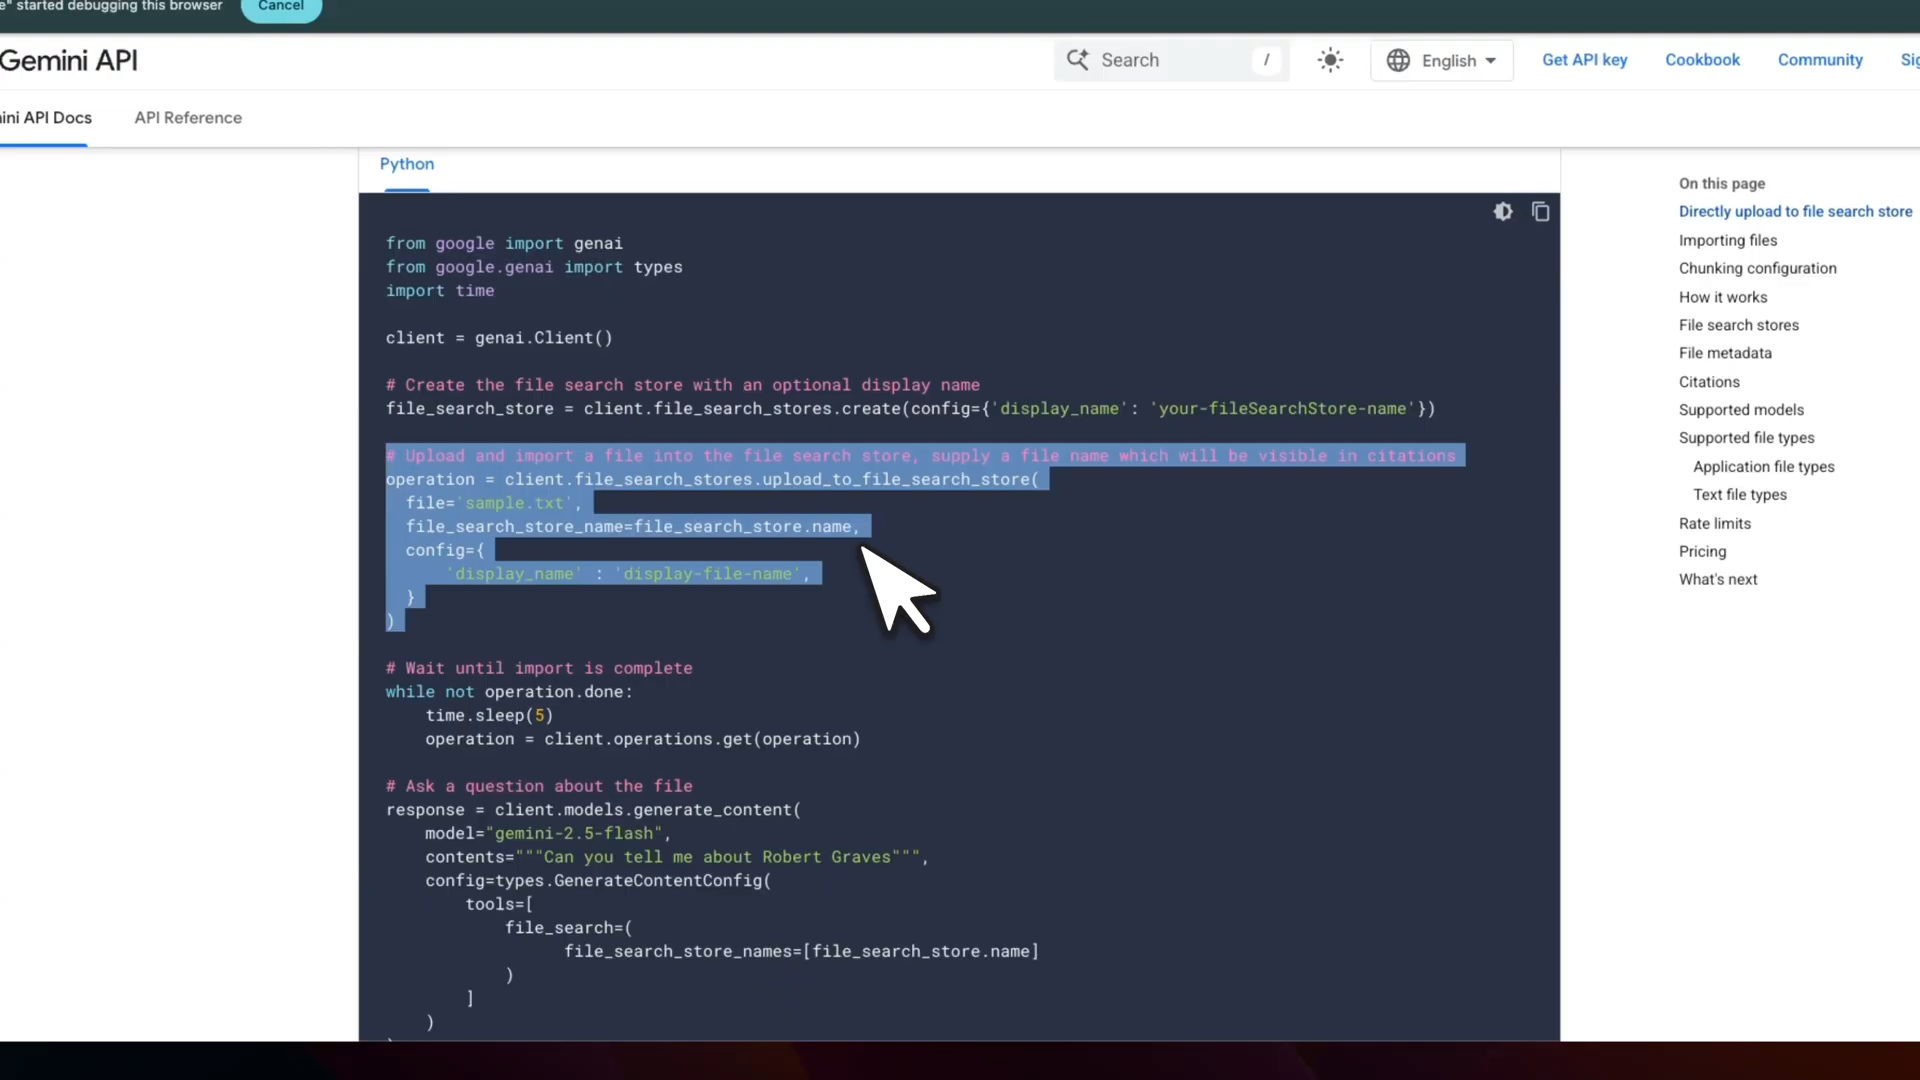 e" started debugging this browser
Cancel
Gemini API
Search
/
English
Get API key
Cookbook
Community
Sig
ini API Docs
API Reference
Python
from google import genai
from google.genai import types
import time
client = genai.Client()
# Create the file search store with an optional display name
file_search_store = client.file_search_stores.create(config={'display_name': 'your-fileSearchStore-name'})
# Upload and import a file into the file search store, supply a file name which will be visible in citations
operation = client.file_search_stores.upload_to_file_search_store(
  file='sample.txt',
  file_search_store_name=file_search_store.name,
  config={
      'display_name' : 'display-file-name',
  }
)
# Wait until import is complete
while not operation.done:
    time.sleep(5)
    operation = client.operations.get(operation)
# Ask a question about the file
response = client.models.generate_content(
    model="gemini-2.5-flash",
    contents="""Can you tell me about Robert Graves""",
    config=types.GenerateContentConfig(
        tools=[
            file_search=(
                  file_search_store_names=[file_search_store.name]
            )
        ]
    )
On this page
Directly upload to file search store
Importing files
Chunking configuration
How it works
File search stores
File metadata
Citations
Supported models
Supported file types
Application file types
Text file types
Rate limits
Pricing
What's next